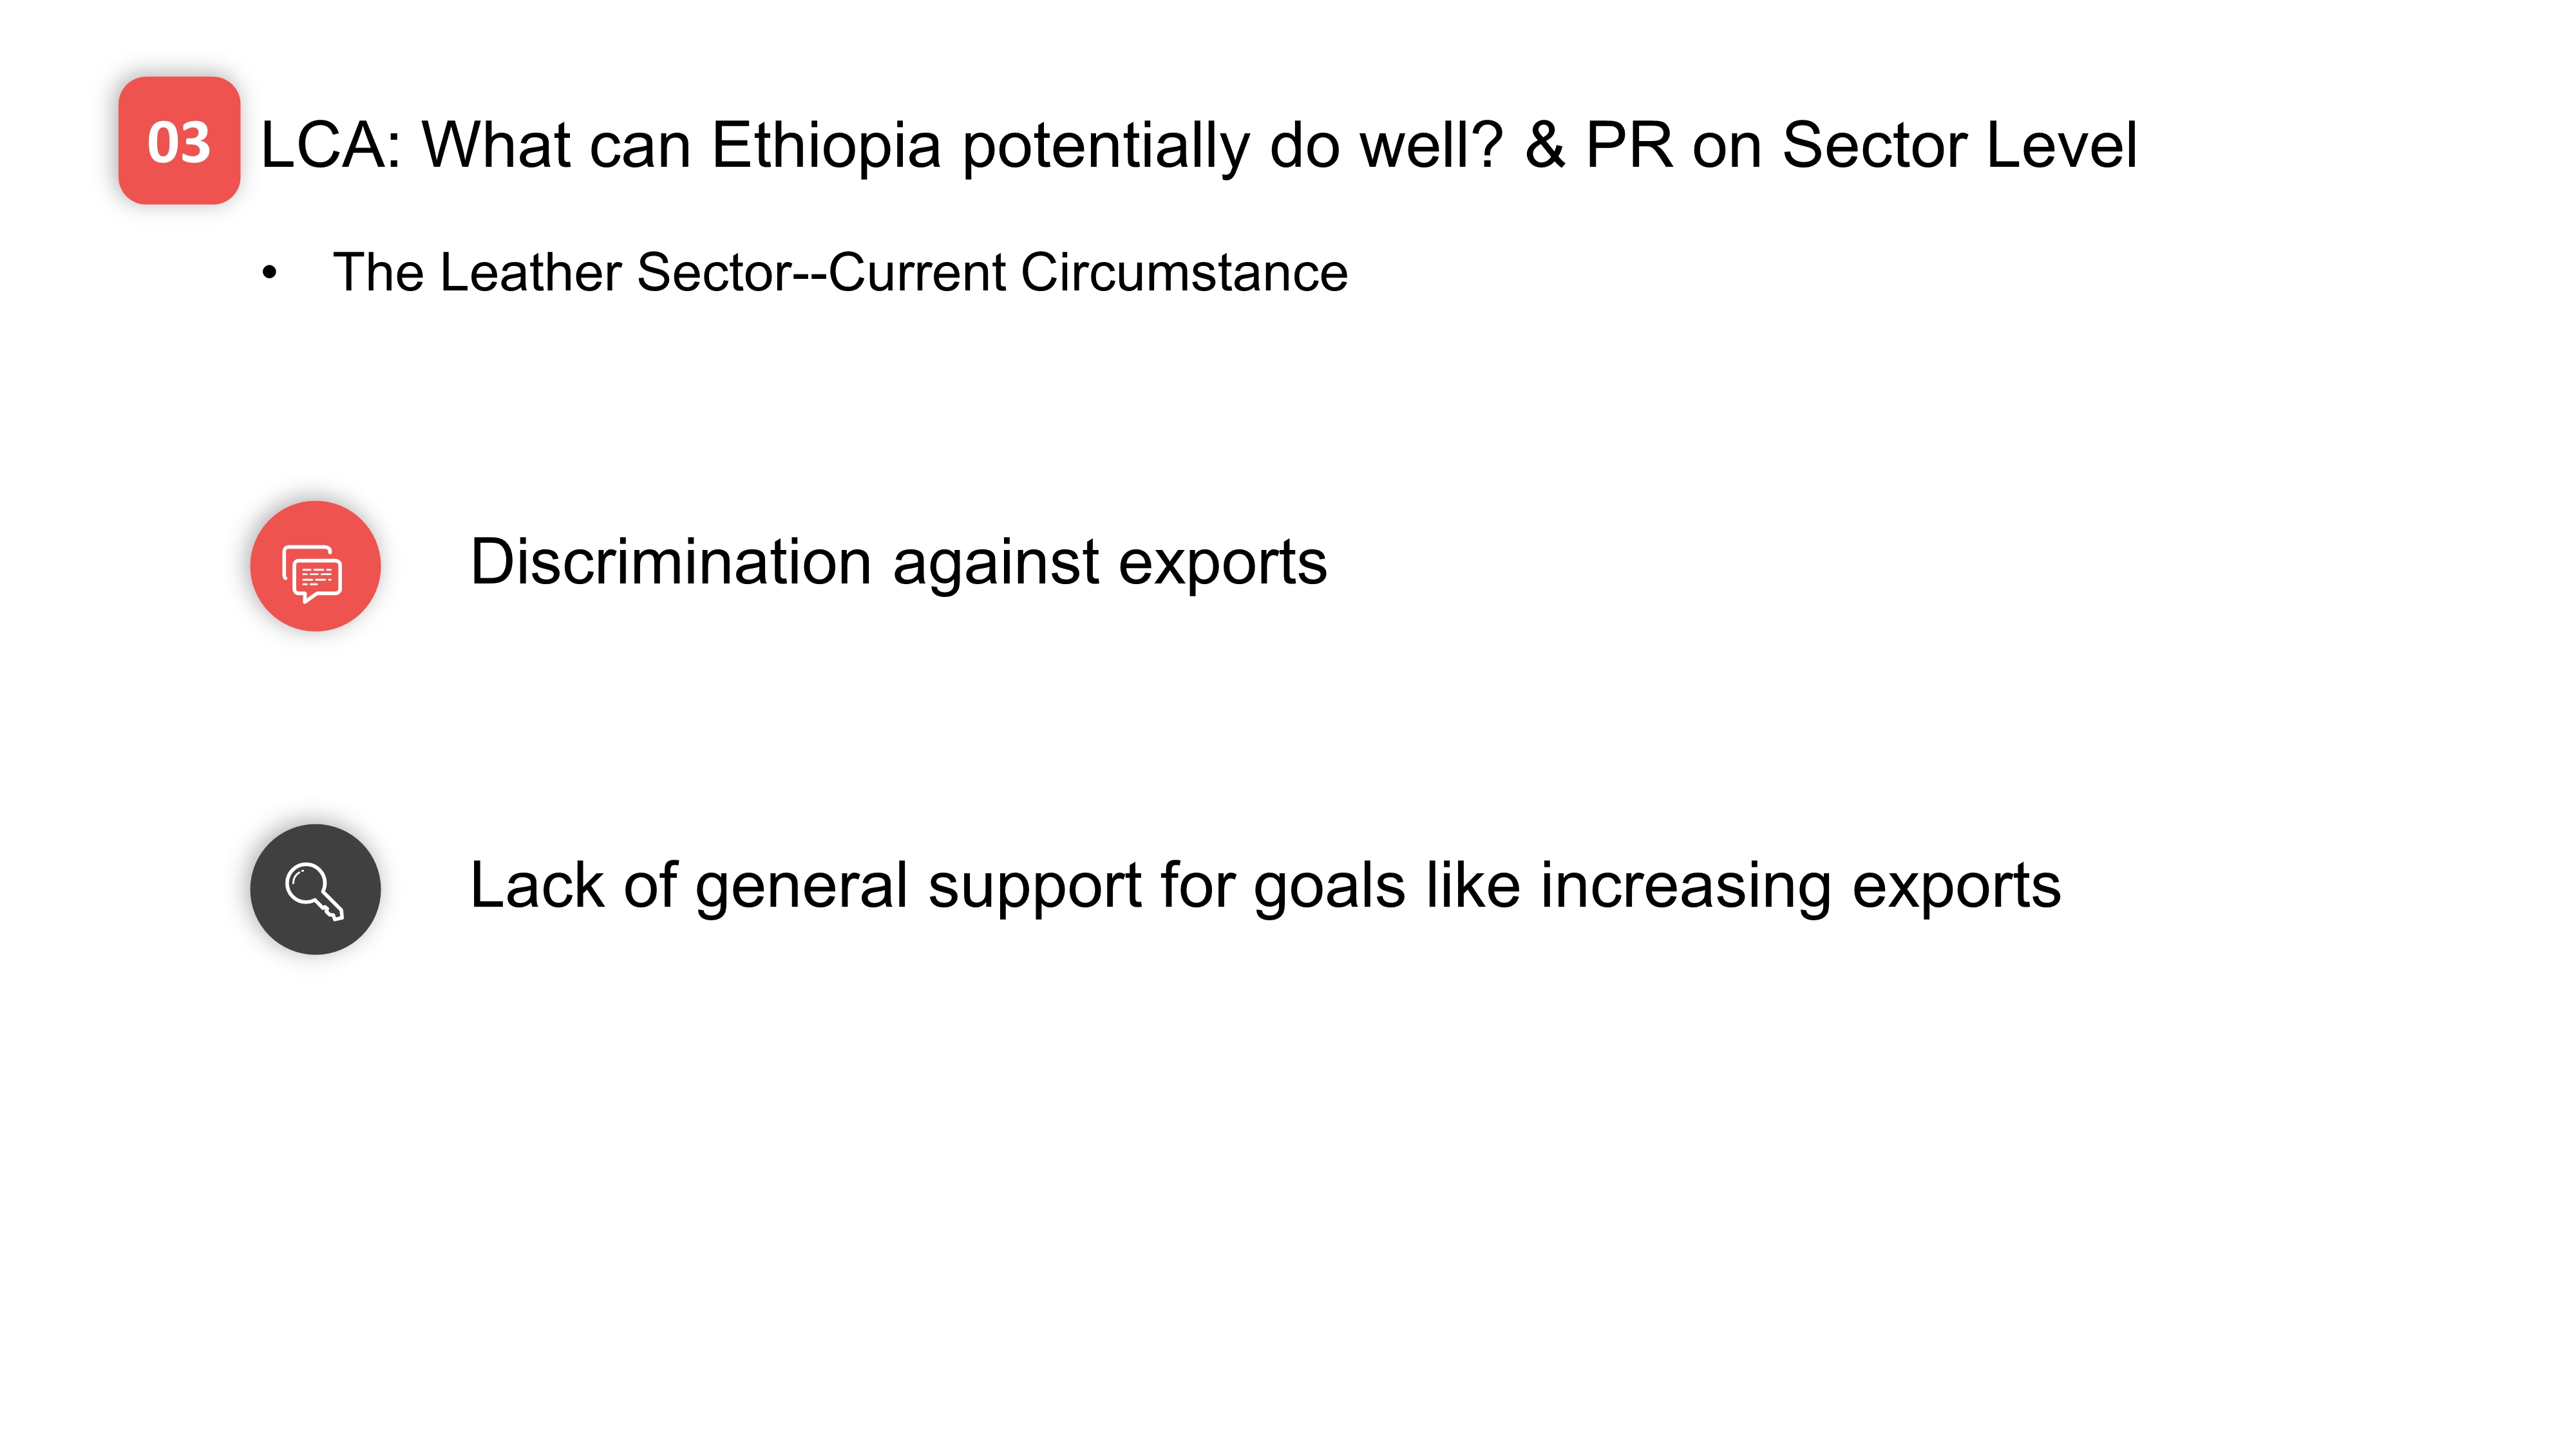 03
LCA: What can Ethiopia potentially do well? & PR on Sector Level
• The Leather Sector--Current Circumstance
Discrimination against exports
Lack of general support for goals like increasing exports